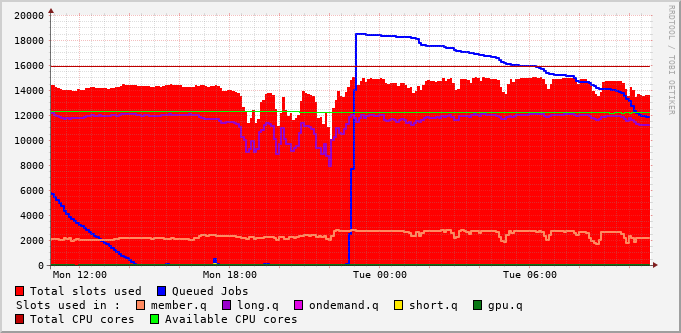 20000
18000
16000
14000
12000
10000
8000
6000
4000
2000
0
Mon 12:00 Mon 18:00 Tue 00:00 Tue 06:00
RRDTOOL / TOBI OETIKER
Total slots used Queued Jobs
Slots used in : member.q long.q ondemand.q short.q gpu.q
Total CPU cores Available CPU cores